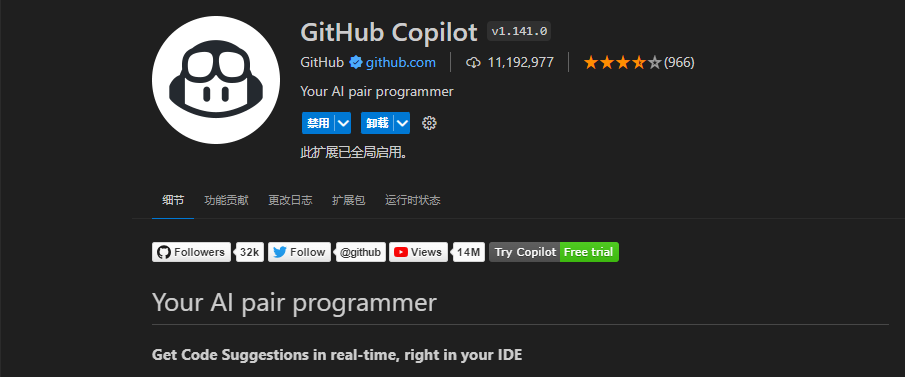 GitHub Copilot v1.141.0
GitHub github.com 11,192,977 (966)
Your AI pair programmer
禁用 卸载
此扩展已全局启用。
细节 功能贡献 更改日志 扩展包 运行时状态
Followers 32k Follow @github Views 14M Try Copilot Free trial
Your AI pair programmer
Get Code Suggestions in real-time, right in your IDE